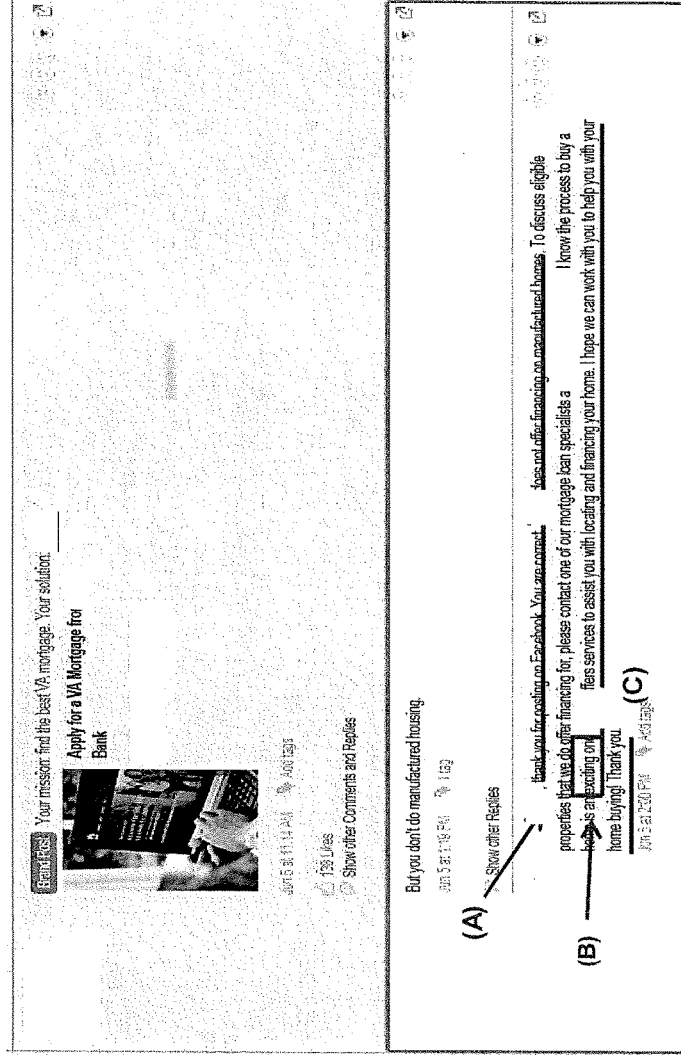 Brand Post Your mission: find the best VA mortgage. Your solution:
Apply for a VA Mortgage fror
Bank
Jun 5 at 11:14 AM Add tags
136 Likes
Show other Comments and Replies
But you don't do manufactured housing.
Jun 5 at 1:19 PM 1 tag
Show other Replies
(A)
, thank you for posting on Facebook. You are correct. does not offer financing on manufactured homes. To discuss eligible
properties that we do offer financing for, please contact one of our mortgage loan specialists a I know the process to buy a
home is an exciting one ffers services to assist you with locating and financing your home. I hope we can work with you to help you with your
(B)
home buying! Thank you
Jun 5 at 2:00 PM Add tags
(C)